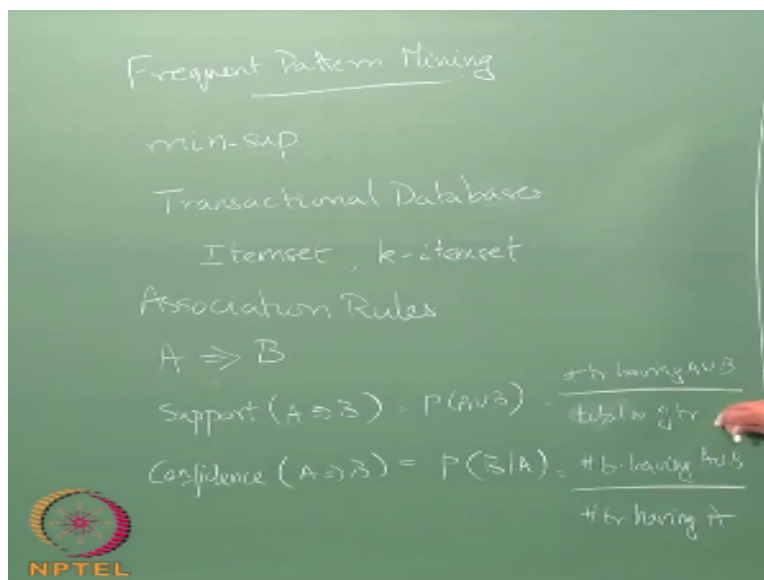 Frequent Pattern Mining
min-sup
Transactional Databases
Itemset, k-itemset
Association Rules
A ⇒ B
Support (A ⇒ B) = P(A∪B) = #tr having A∪B / total no of tr
Confidence (A ⇒ B) = P(B|A) = #tr having A∪B / #tr having A
NPTEL